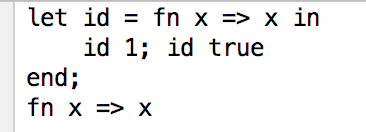 let id = fn x => x in
    id 1; id true
end;
fn x => x